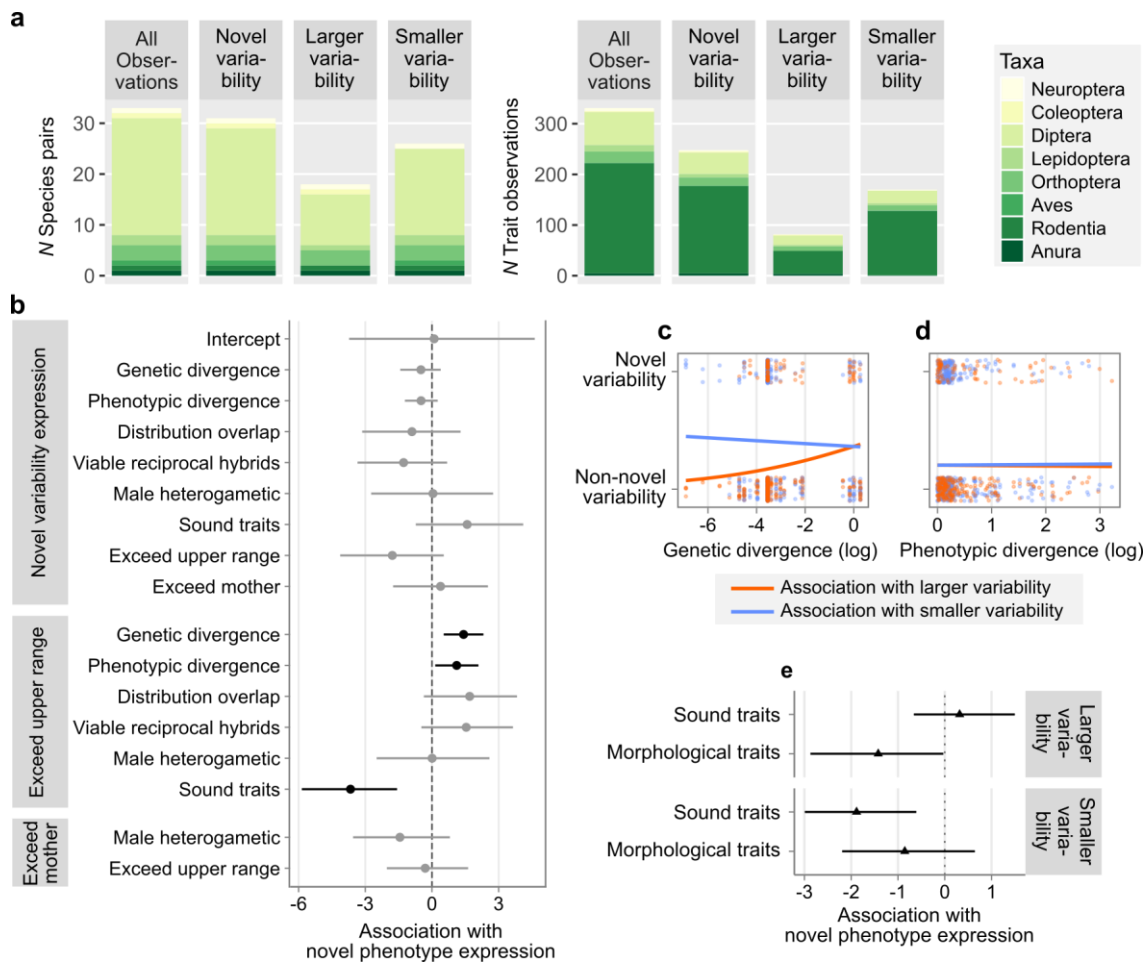 a
All
Obser-
vations
Novel
varia-
bility
Larger
varia-
bility
Smaller
varia-
bility
N Species pairs
30
20
10
0
All
Obser-
vations
Novel
varia-
bility
Larger
varia-
bility
Smaller
varia-
bility
N Trait observations
300
200
100
0
Taxa
Neuroptera
Coleoptera
Diptera
Lepidoptera
Orthoptera
Aves
Rodentia
Anura
b
Novel variability expression
Intercept
Genetic divergence
Phenotypic divergence
Distribution overlap
Viable reciprocal hybrids
Male heterogametic
Sound traits
Exceed upper range
Exceed mother
Exceed upper range
Genetic divergence
Phenotypic divergence
Distribution overlap
Viable reciprocal hybrids
Male heterogametic
Sound traits
Exceed
mother
Male heterogametic
Exceed upper range
-6 -3 0 3
Association with
novel phenotype expression
c
Novel
variability
Non-novel
variability
-6 -4 -2 0
Genetic divergence (log)
d
0 1 2 3
Phenotypic divergence (log)
Association with larger variability
Association with smaller variability
e
Sound traits
Morphological traits
Larger
varia-
bility
Sound traits
Morphological traits
Smaller
varia-
bility
-3 -2 -1 0 1
Association with
novel phenotype expression